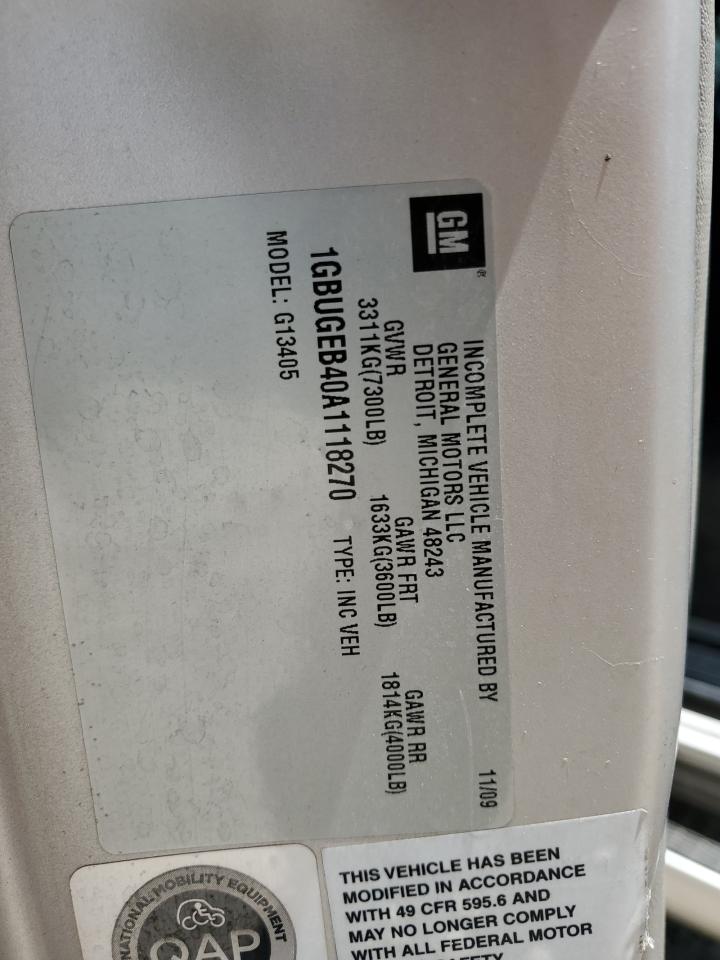 GM®
INCOMPLETE VEHICLE MANUFACTURED BY
GENERAL MOTORS LLC
DETROIT, MICHIGAN 48243
11/09
GVWR GAWR FRT GAWR RR
3311KG(7300LB) 1633KG(3600LB) 1814KG(4000LB)
1GBUGEB40A1118270 TYPE: INC VEH
MODEL: G13405
NATIONAL MOBILITY EQUIPMENT
QAP
THIS VEHICLE HAS BEEN
MODIFIED IN ACCORDANCE
WITH 49 CFR 595.6 AND
MAY NO LONGER COMPLY
WITH ALL FEDERAL MOTOR
SAFETY